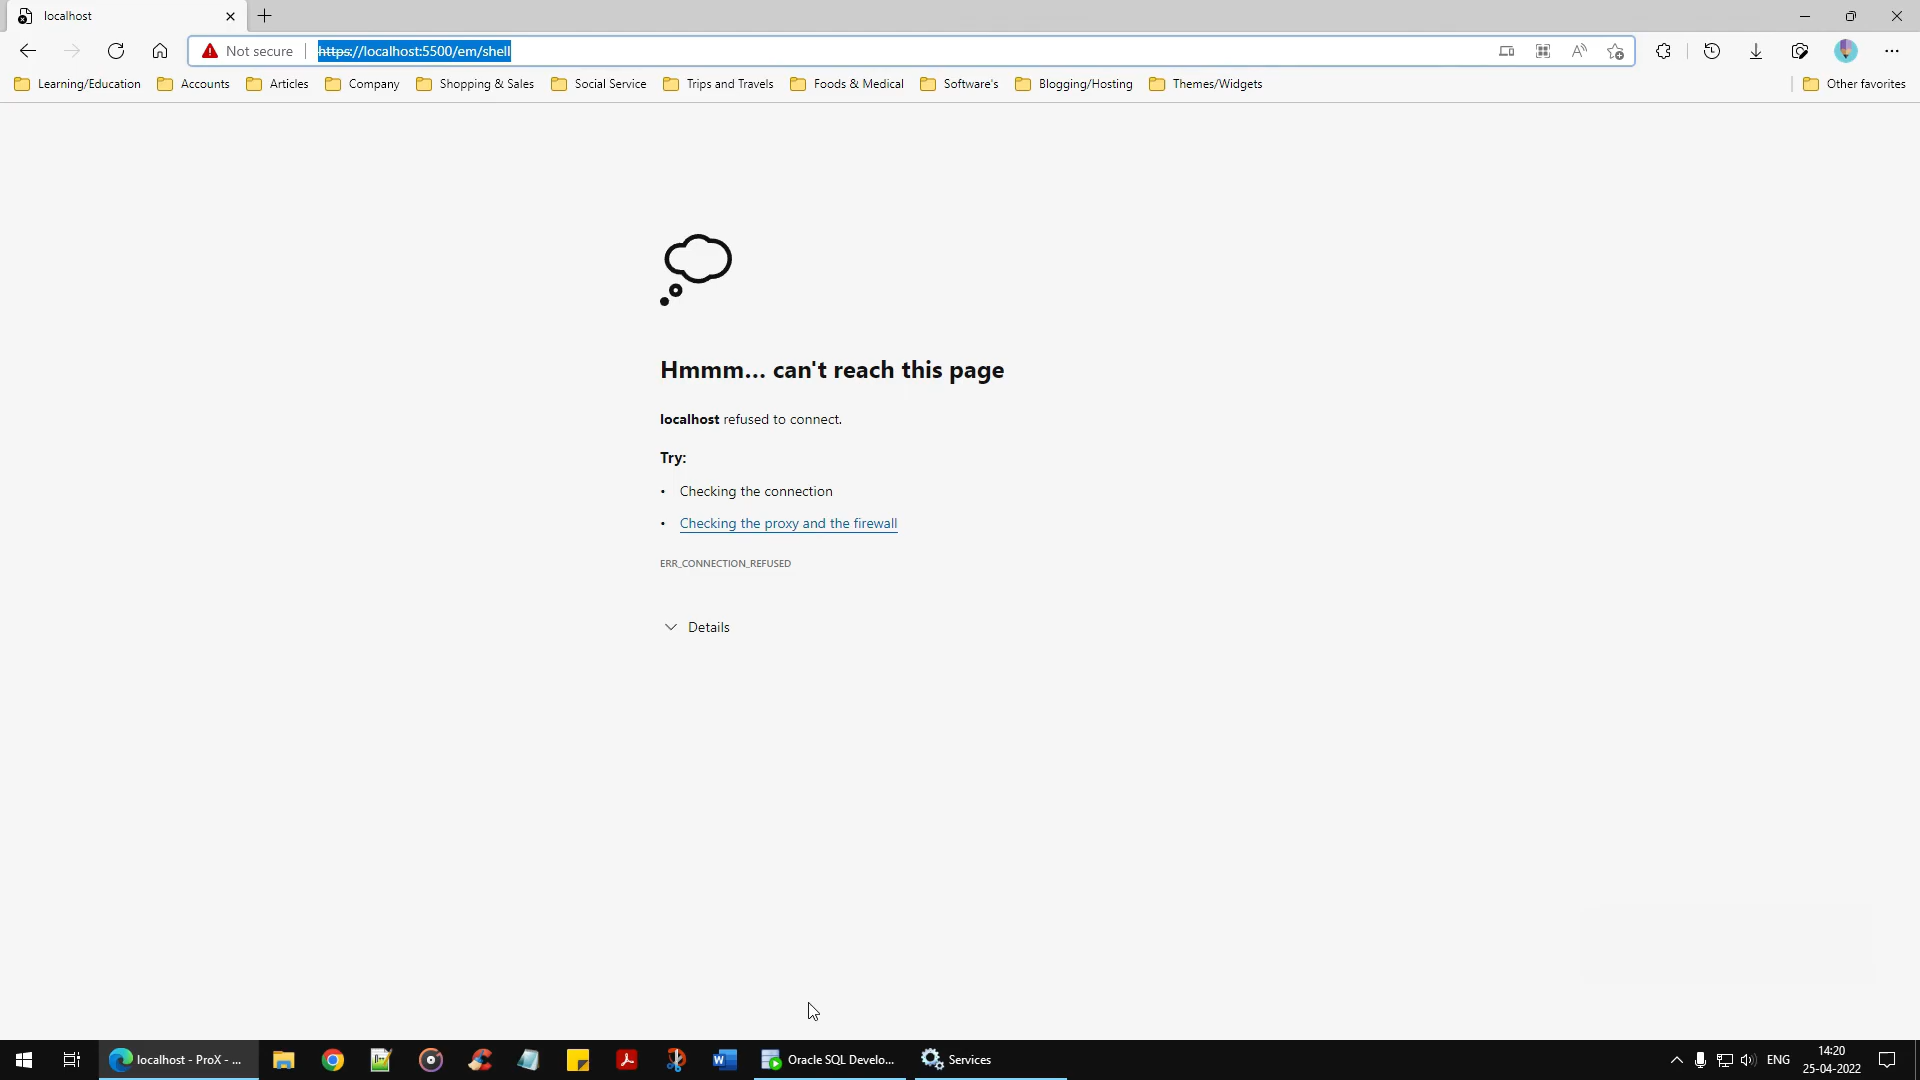 localhost
Not secure
https://localhost:5500/em/shell
Learning/Education Accounts Articles Company Shopping & Sales Social Service Trips and Travels Foods & Medical Software's Blogging/Hosting Themes/Widgets Other favorites
Hmmm... can't reach this page
localhost refused to connect.
Try:
• Checking the connection
• Checking the proxy and the firewall
ERR_CONNECTION_REFUSED
Details
localhost - ProX - ... Oracle SQL Develo... Services ENG 14:20
25-04-2022